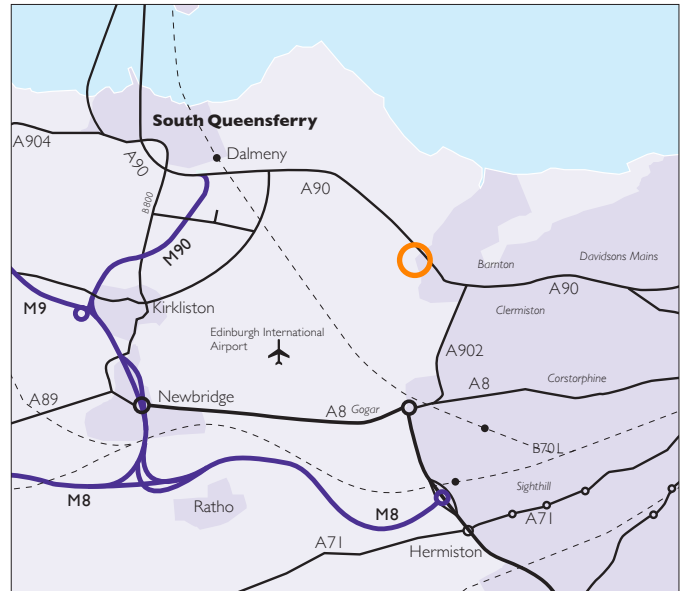 South Queensferry
A904
A90
Dalmeny
B800
A90
M90
Barnton
Davidsons Mains
A90
M9
Kirkliston
Clermiston
Edinburgh International
Airport
A902
Corstorphine
A8
A89
Newbridge
A8
Gogar
B701
Sighthill
M8
Ratho
M8
A71
A71
Hermiston